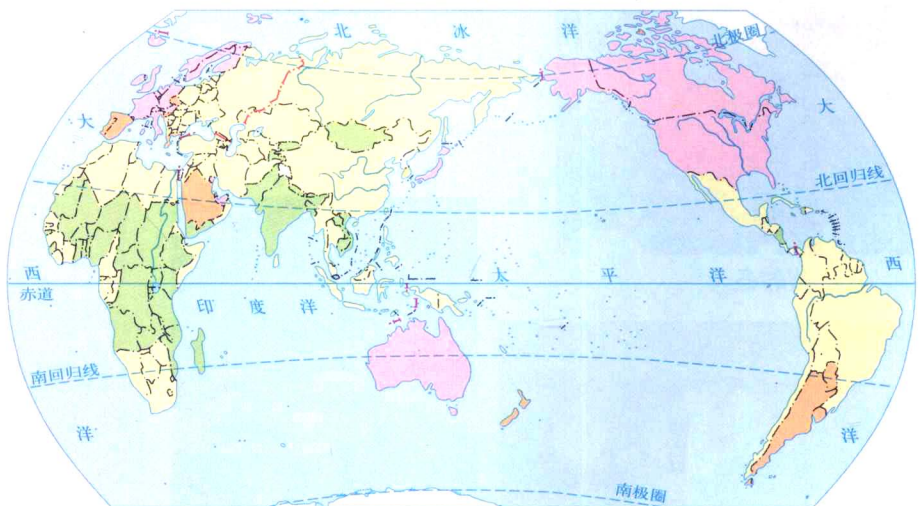 北 冰 洋
北极圈
大
大
北回归线
西
太 平 洋
西
赤道
印 度 洋
南回归线
洋
洋
南极圈